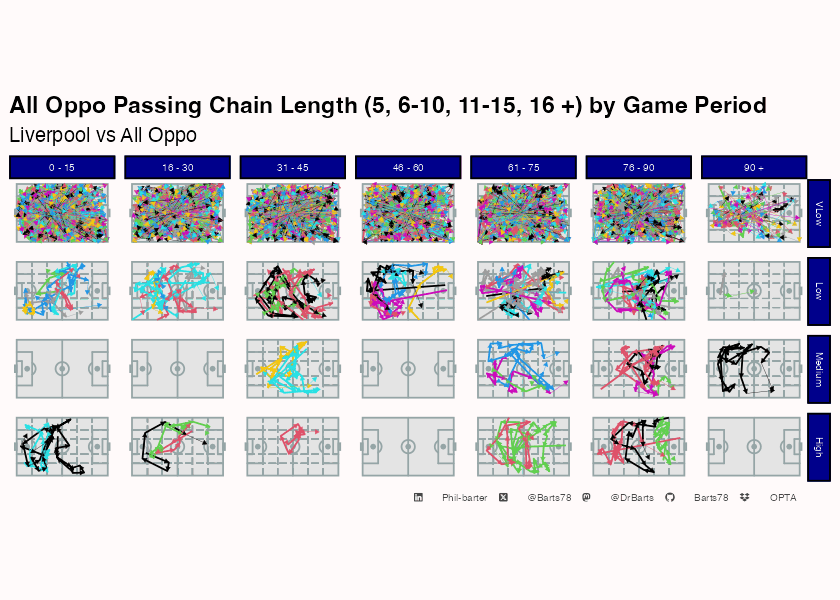 All Oppo Passing Chain Length (5, 6-10, 11-15, 16 +) by Game Period
Liverpool vs All Oppo
0 - 15 16 - 30 31 - 45 46 - 60 61 - 75 76 - 90 90 +
V.Low
Low
Medium
High
Phil-barter @Barts78 @DrBarts Barts78 OPTA